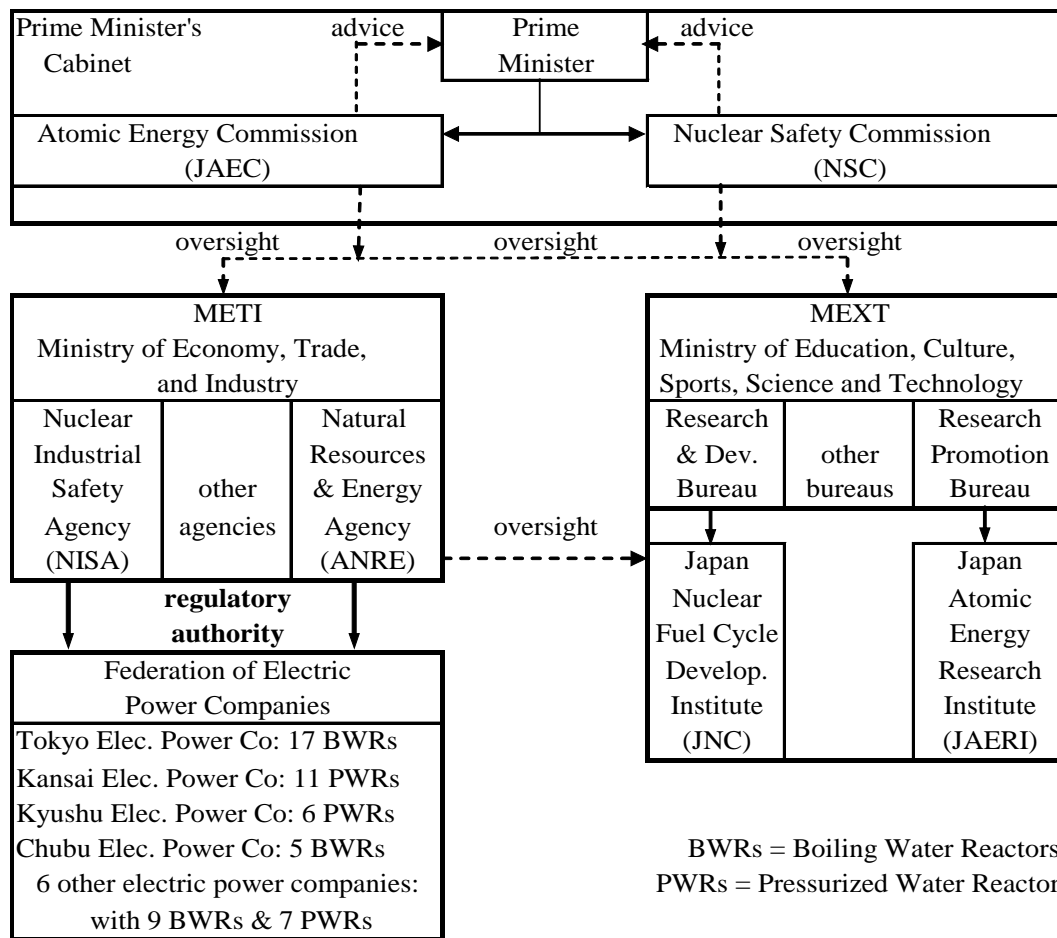 Prime Minister's
Cabinet
advice
Prime
Minister
advice
Atomic Energy Commission
(JAEC)
Nuclear Safety Commission
(NSC)
oversight
oversight
oversight
METI
Ministry of Economy, Trade,
and Industry
Nuclear
Industrial
Safety
Agency
(NISA)
other
agencies
Natural
Resources
& Energy
Agency
(ANRE)
oversight
MEXT
Ministry of Education, Culture,
Sports, Science and Technology
Research
& Dev.
Bureau
other
bureaus
Research
Promotion
Bureau
Japan
Nuclear
Fuel Cycle
Develop.
Institute
(JNC)
Japan
Atomic
Energy
Research
Institute
(JAERI)
regulatory
authority
Federation of Electric
Power Companies
Tokyo Elec. Power Co: 17 BWRs
Kansai Elec. Power Co: 11 PWRs
Kyushu Elec. Power Co: 6 PWRs
Chubu Elec. Power Co: 5 BWRs
6 other electric power companies:
with 9 BWRs & 7 PWRs
BWRs = Boiling Water Reactors
PWRs = Pressurized Water Reactor